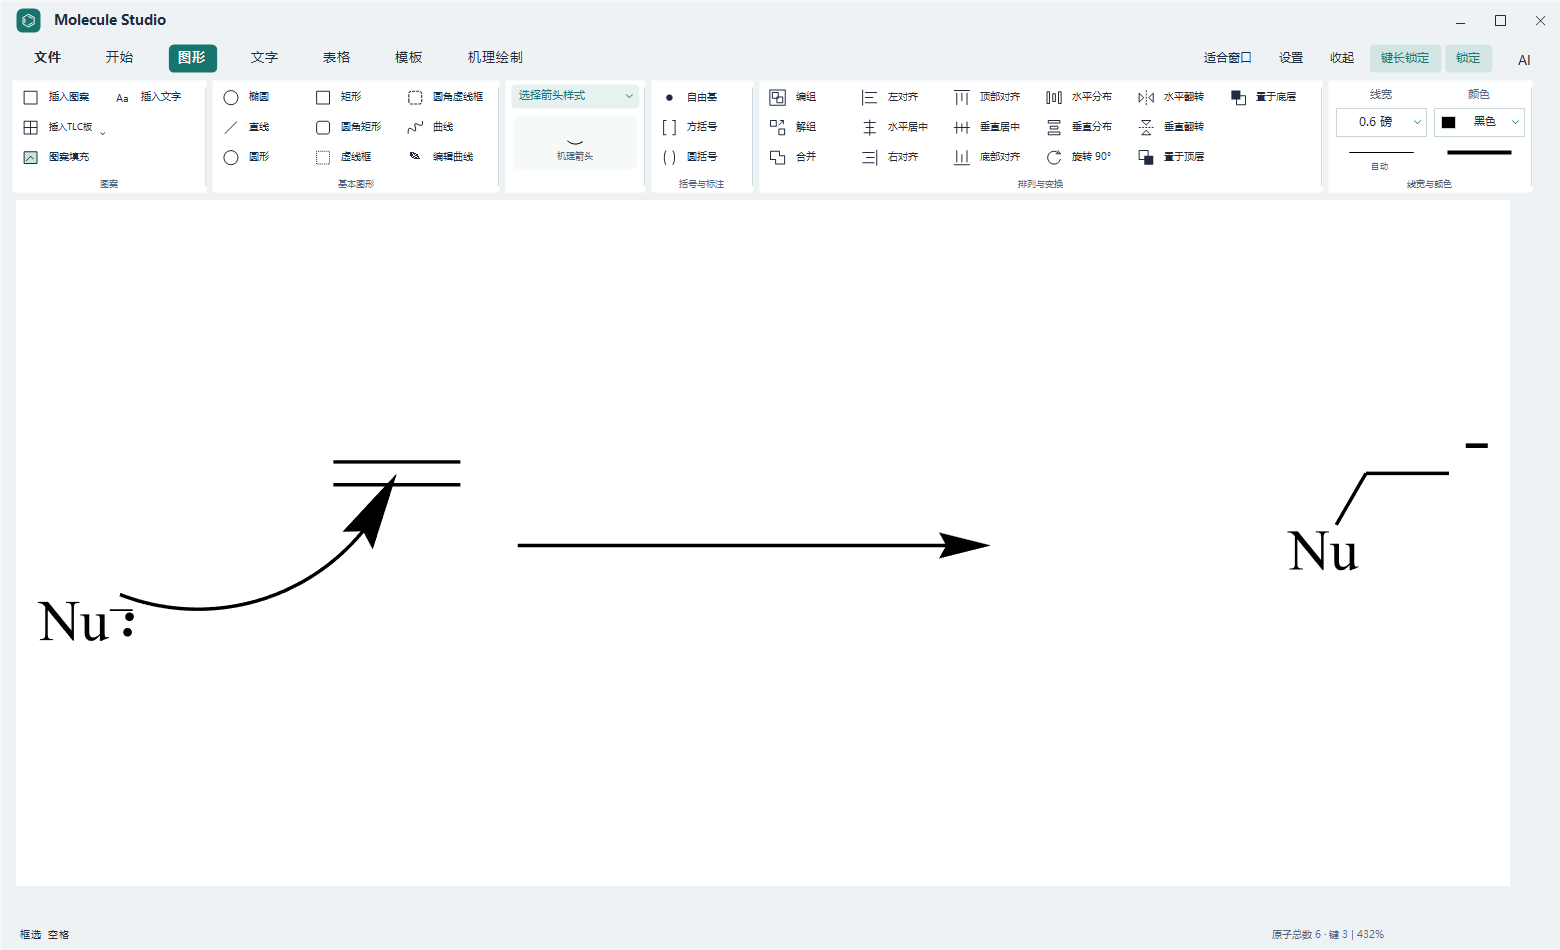 Molecule Studio
文件 开始 图形 文字 表格 模板 机理绘制 适合窗口 设置 收起 键长锁定 锁定 AI
插入图案 Aa 插入文字 椭圆 矩形 圆角虚线框 选择箭头样式 自由基 编组 左对齐 顶部对齐 水平分布 水平翻转 置于底层 线宽 颜色
插入TLC板 直线 圆角矩形 曲线 方括号 解组 水平居中 垂直居中 垂直分布 垂直翻转 0.6 磅 黑色
图案填充 圆形 虚线框 编辑曲线 机理箭头 圆括号 合并 右对齐 底部对齐 旋转 90° 置于顶层 自动
图案 基本图形 括号与标注 排列与变换 线宽与颜色
Nu
Nu
框选 空格 原子总数 6 · 键 3 | 432%